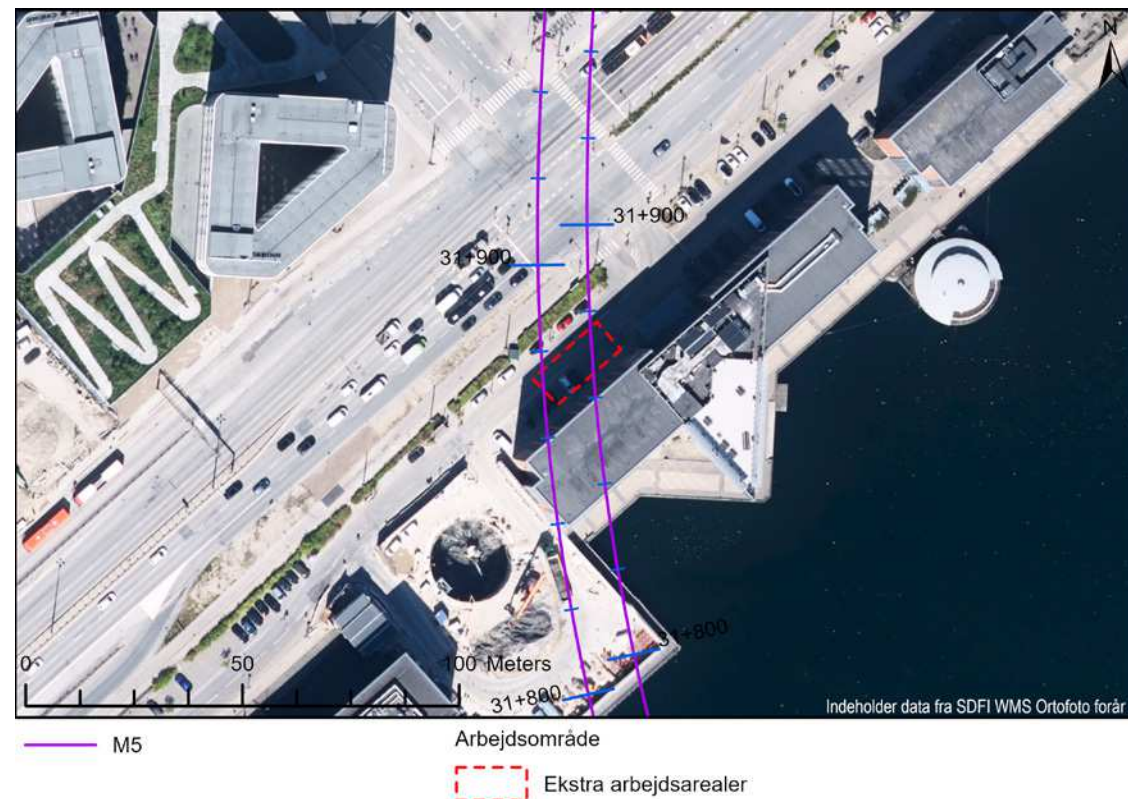 N
31+900
31+900
31+800
0 50 100 Meters
31+800
Indeholder data fra SDFI WMS Ortofoto forår
M5
Arbejdsområde
Ekstra arbejdsarealer